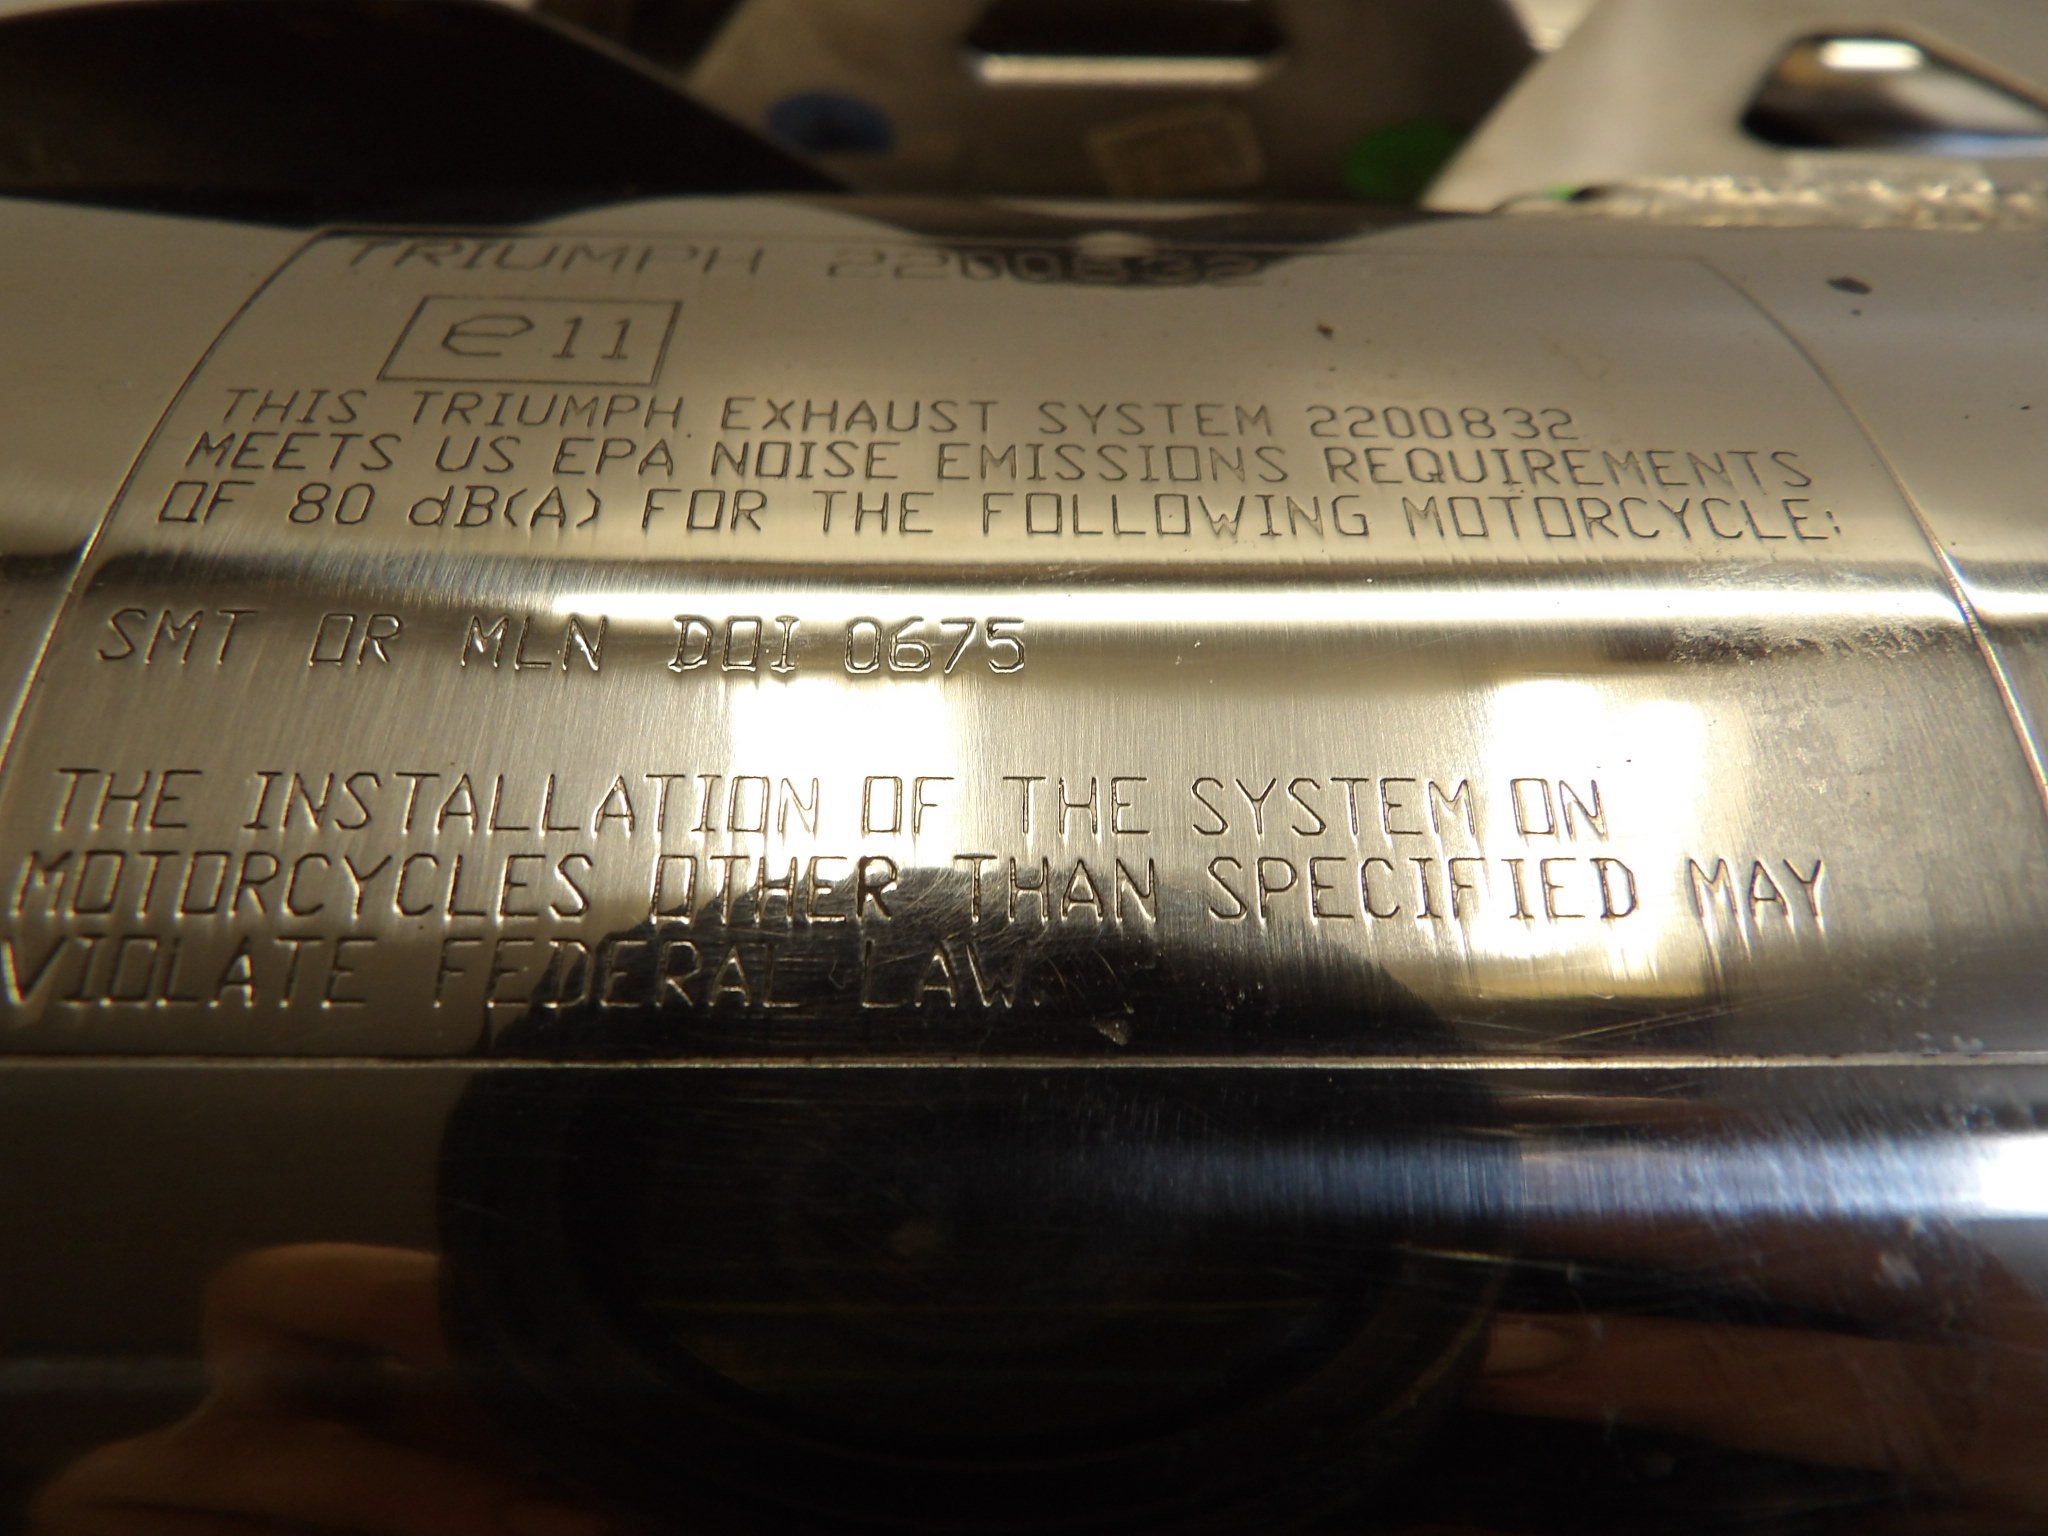 TRIUMPH 2200832
e11
THIS TRIUMPH EXHAUST SYSTEM 2200832
MEETS US EPA NOISE EMISSIONS REQUIREMENTS
OF 80 dB(A) FOR THE FOLLOWING MOTORCYCLE:
SMT OR MLN DOI 0675
THE INSTALLATION OF THE SYSTEM ON
MOTORCYCLES OTHER THAN SPECIFIED MAY
VIOLATE FEDERAL LAW.